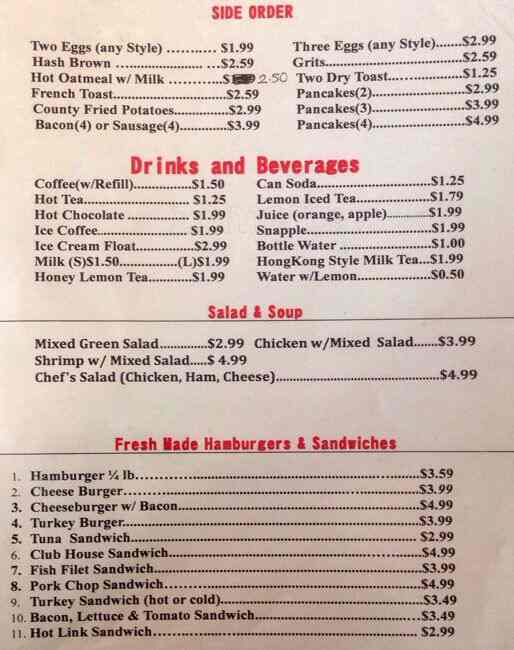 SIDE ORDER
Two Eggs (any Style) ........... $1.99
Hash Brown ........................ ...$2.59
Hot Oatmeal w/ Milk ...........$ 2.50
French Toast......................$2.59
County Fried Potatoes...............$2.99
Bacon(4) or Sausage(4)............$3.99
Three Eggs (any Style)......$2.99
Grits...................................$2.59
Two Dry Toast.....................$1.25
Pancakes(2).......................$2.99
Pancakes(3).......................$3.99
Pancakes(4).......................$4.99
Drinks and Beverages
Coffee(w/Refill)...............$1.50
Hot Tea........................... $1.25
Hot Chocolate ................ $1.99
Ice Coffee....................... $1.99
Ice Cream Float...............$2.99
Milk (S)$1.50...............(L)$1.99
Honey Lemon Tea...........$1.99
Can Soda..............................$1.25
Lemon Iced Tea...................$1.79
Juice (orange, apple)...........$1.99
Snapple................................$1.99
Bottle Water .......................$1.00
HongKong Style Milk Tea...$1.99
Water w/Lemon...................$0.50
Salad & Soup
Mixed Green Salad..............$2.99 Chicken w/Mixed Salad.......$3.99
Shrimp w/ Mixed Salad.....$ 4.99
Chef's Salad (Chicken, Ham, Cheese)..........................................$4.99
Fresh Made Hamburgers & Sandwiches
1. Hamburger ¼ lb.................................................................$3.59
2. Cheese Burger....................................................................$3.99
3. Cheeseburger w/ Bacon......................................................$4.99
4. Turkey Burger....................................................................$3.99
5. Tuna Sandwich.................................................................. $2.99
6. Club House Sandwich........................................................$4.99
7. Fish Filet Sandwich............................................................$3.99
8. Pork Chop Sandwich..........................................................$4.99
9. Turkey Sandwich (hot or cold)...........................................$3.49
10. Bacon, Lettuce & Tomato Sandwich.................................$3.49
11. Hot Link Sandwich............................................................$2.99